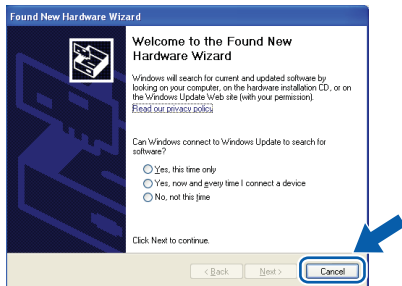 Found New Hardware Wizard
Welcome to the Found New
Hardware Wizard
Windows will search for current and updated software by
looking on your computer, on the hardware installation CD, or on
the Windows Update Web site (with your permission).
Read our privacy policy
Can Windows connect to Windows Update to search for
software?
Yes, this time only
Yes, now and every time I connect a device
No, not this time
Click Next to continue.
< Back
Next >
Cancel